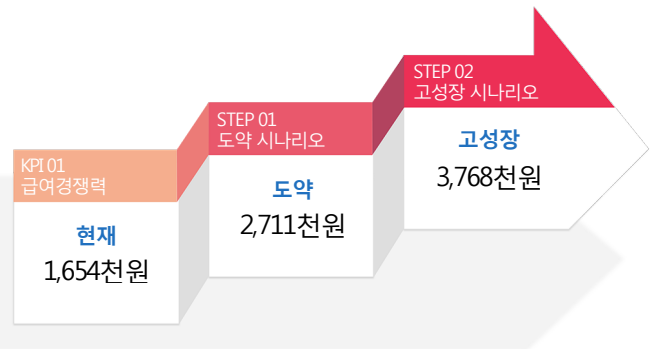 KPI 01
급여경쟁력
현재
1,654천원
STEP 01
도약 시나리오
도약
2,711천원
STEP 02
고성장 시나리오
고성장
3,768천원